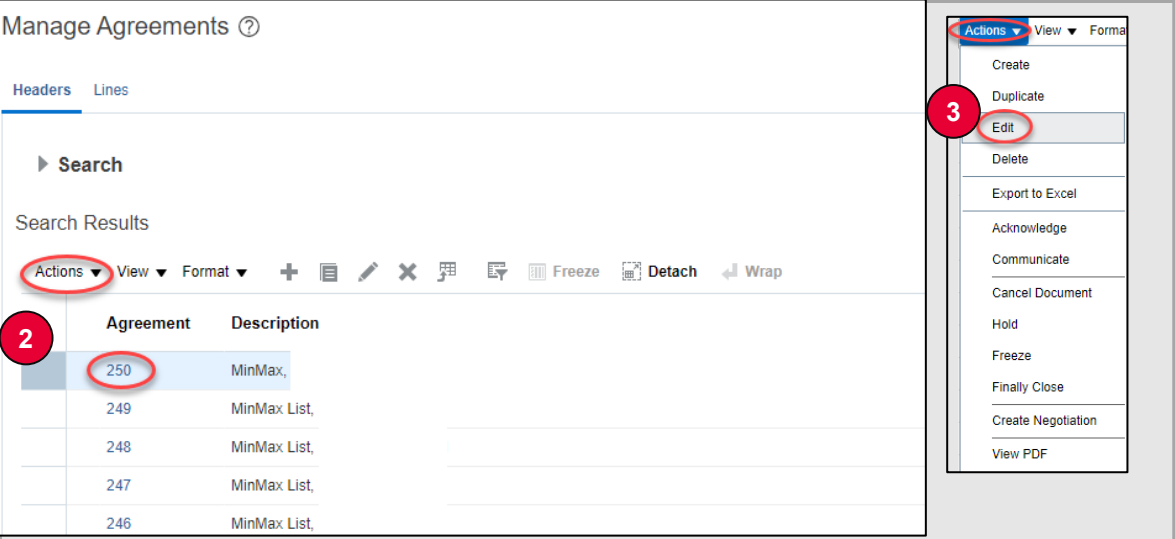 Manage Agreements ?
Headers Lines
Search
Search Results
Actions View Format Freeze Detach Wrap
Agreement Description
2
250 MinMax,
249 MinMax List,
248 MinMax List,
247 MinMax List,
246 MinMax List,
Actions View Forma
Create
Duplicate
3
Edit
Delete
Export to Excel
Acknowledge
Communicate
Cancel Document
Hold
Freeze
Finally Close
Create Negotiation
View PDF